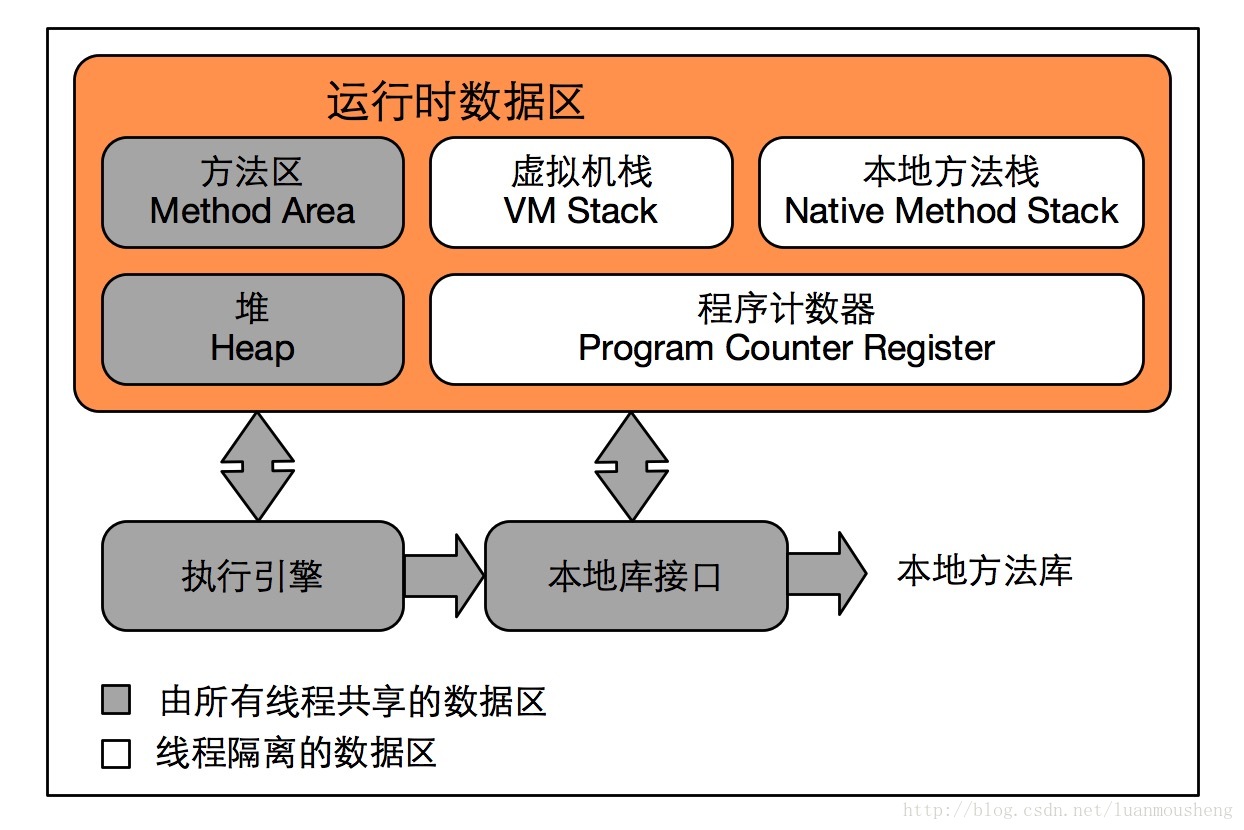 运行时数据区
方法区
Method Area
虚拟机栈
VM Stack
本地方法栈
Native Method Stack
堆
Heap
程序计数器
Program Counter Register
执行引擎
本地库接口
本地方法库
由所有线程共享的数据区
线程隔离的数据区
http://blog.csdn.net/luanmousheng